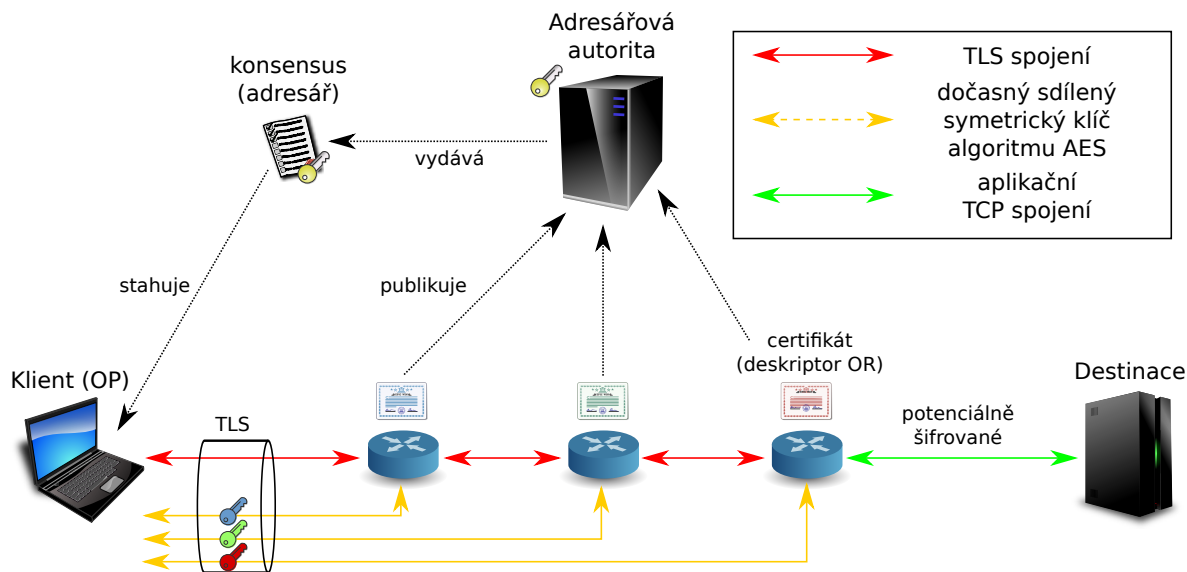 Adresářová
autorita
konsensus
(adresář)
vydává
TLS spojení
dočasný sdílený
symetrický klíč
algoritmu AES
aplikační
TCP spojení
stahuje
publikuje
certifikát
(deskriptor OR)
Klient (OP)
Destinace
TLS
potenciálně
šifrované